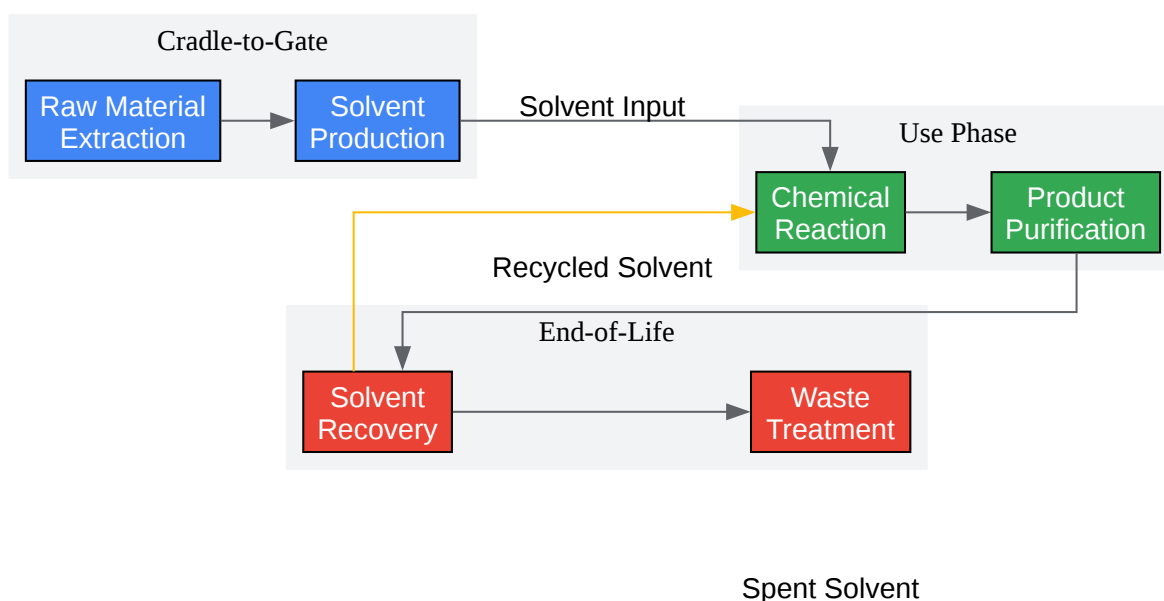 Cradle-to-Gate
Raw Material
Extraction
Solvent
Production
Solvent Input
Use Phase
Chemical
Reaction
Product
Purification
Recycled Solvent
End-of-Life
Solvent
Recovery
Waste
Treatment
Spent Solvent